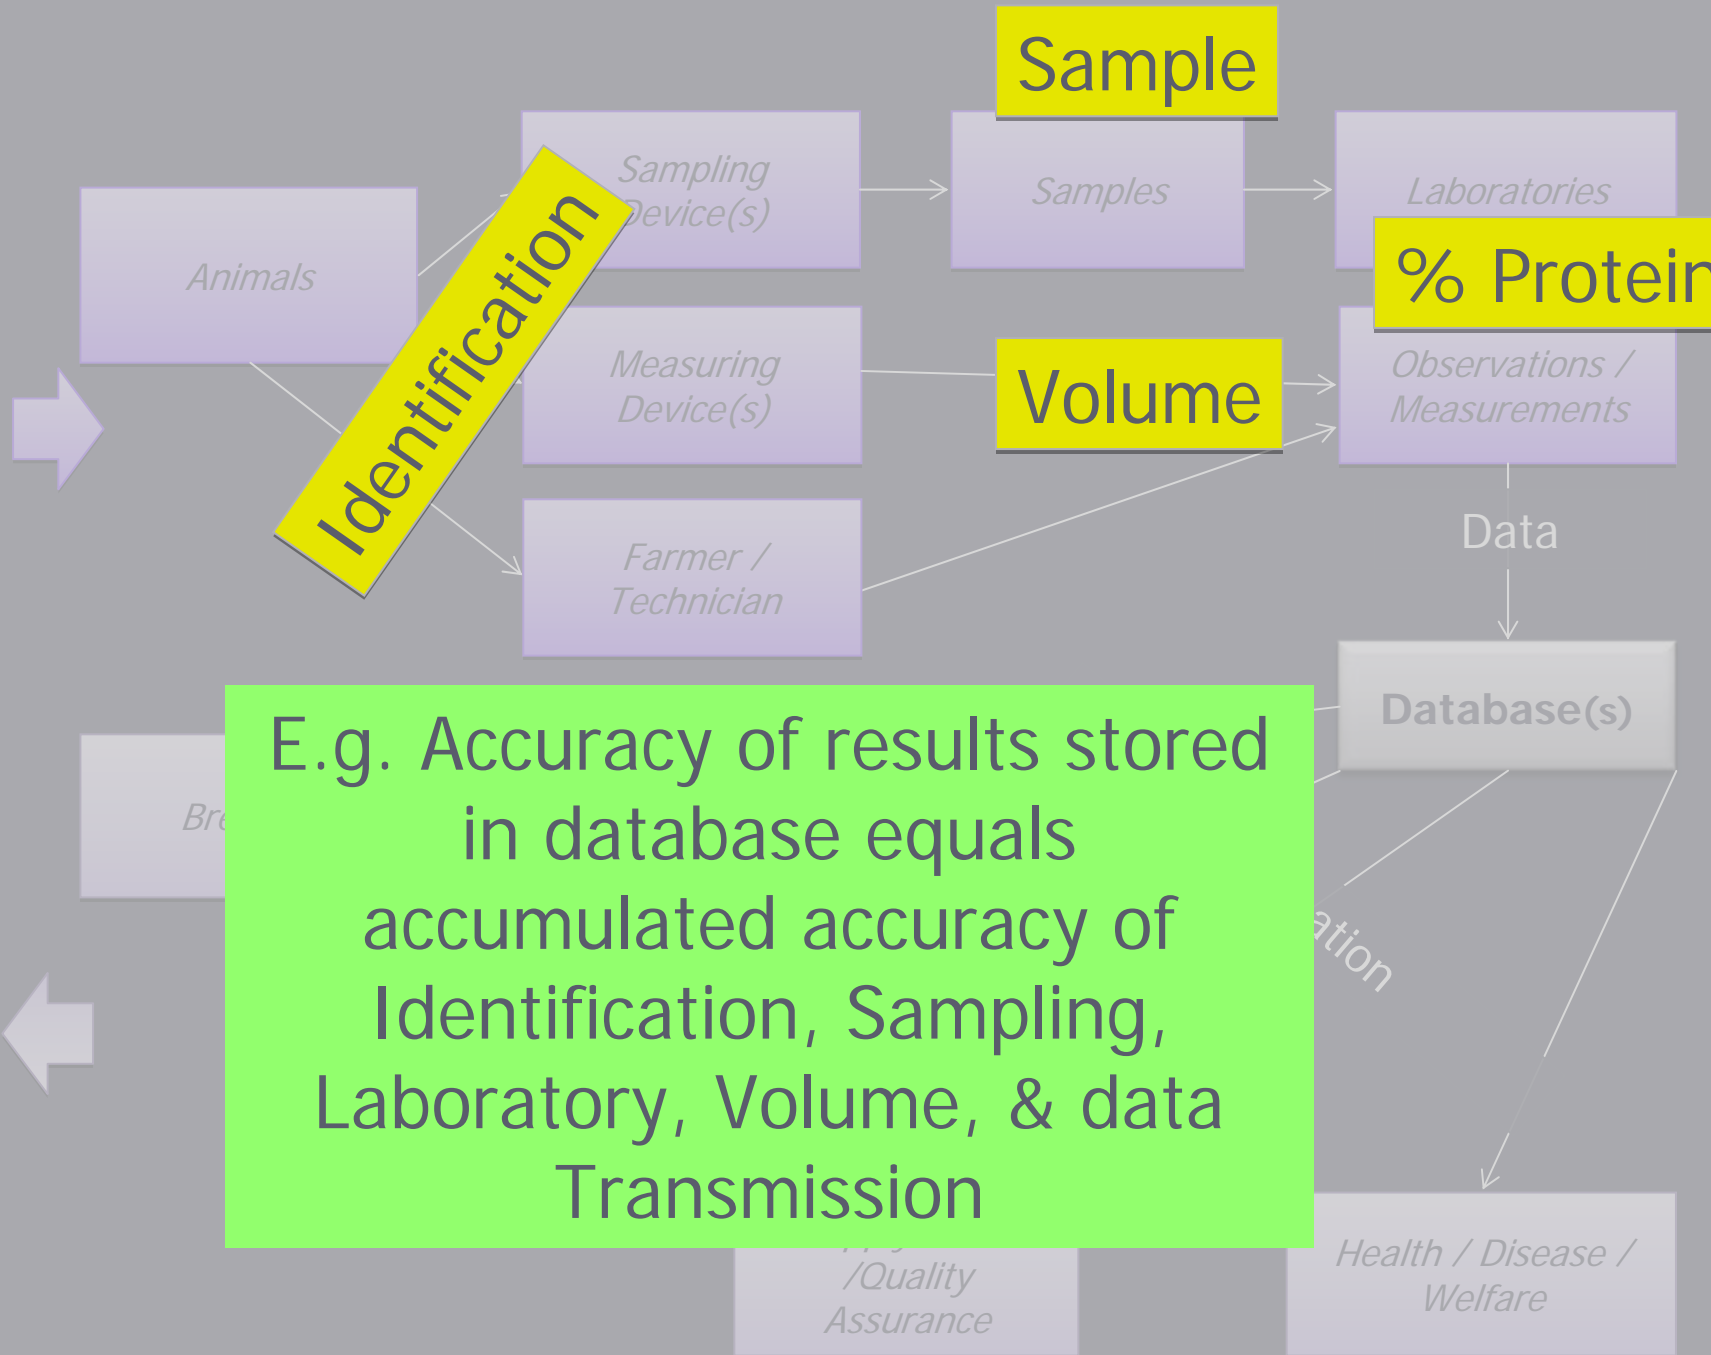 Sample
Sampling
Device(s)
Samples
Laboratories
Animals
Identification
% Protein
Measuring
Device(s)
Volume
Observations /
Measurements
Farmer /
Technician
Data
Database(s)
E.g. Accuracy of results stored
in database equals
accumulated accuracy of
Identification, Sampling,
Laboratory, Volume, & data
Transmission
/Quality
Assurance
Health / Disease /
Welfare